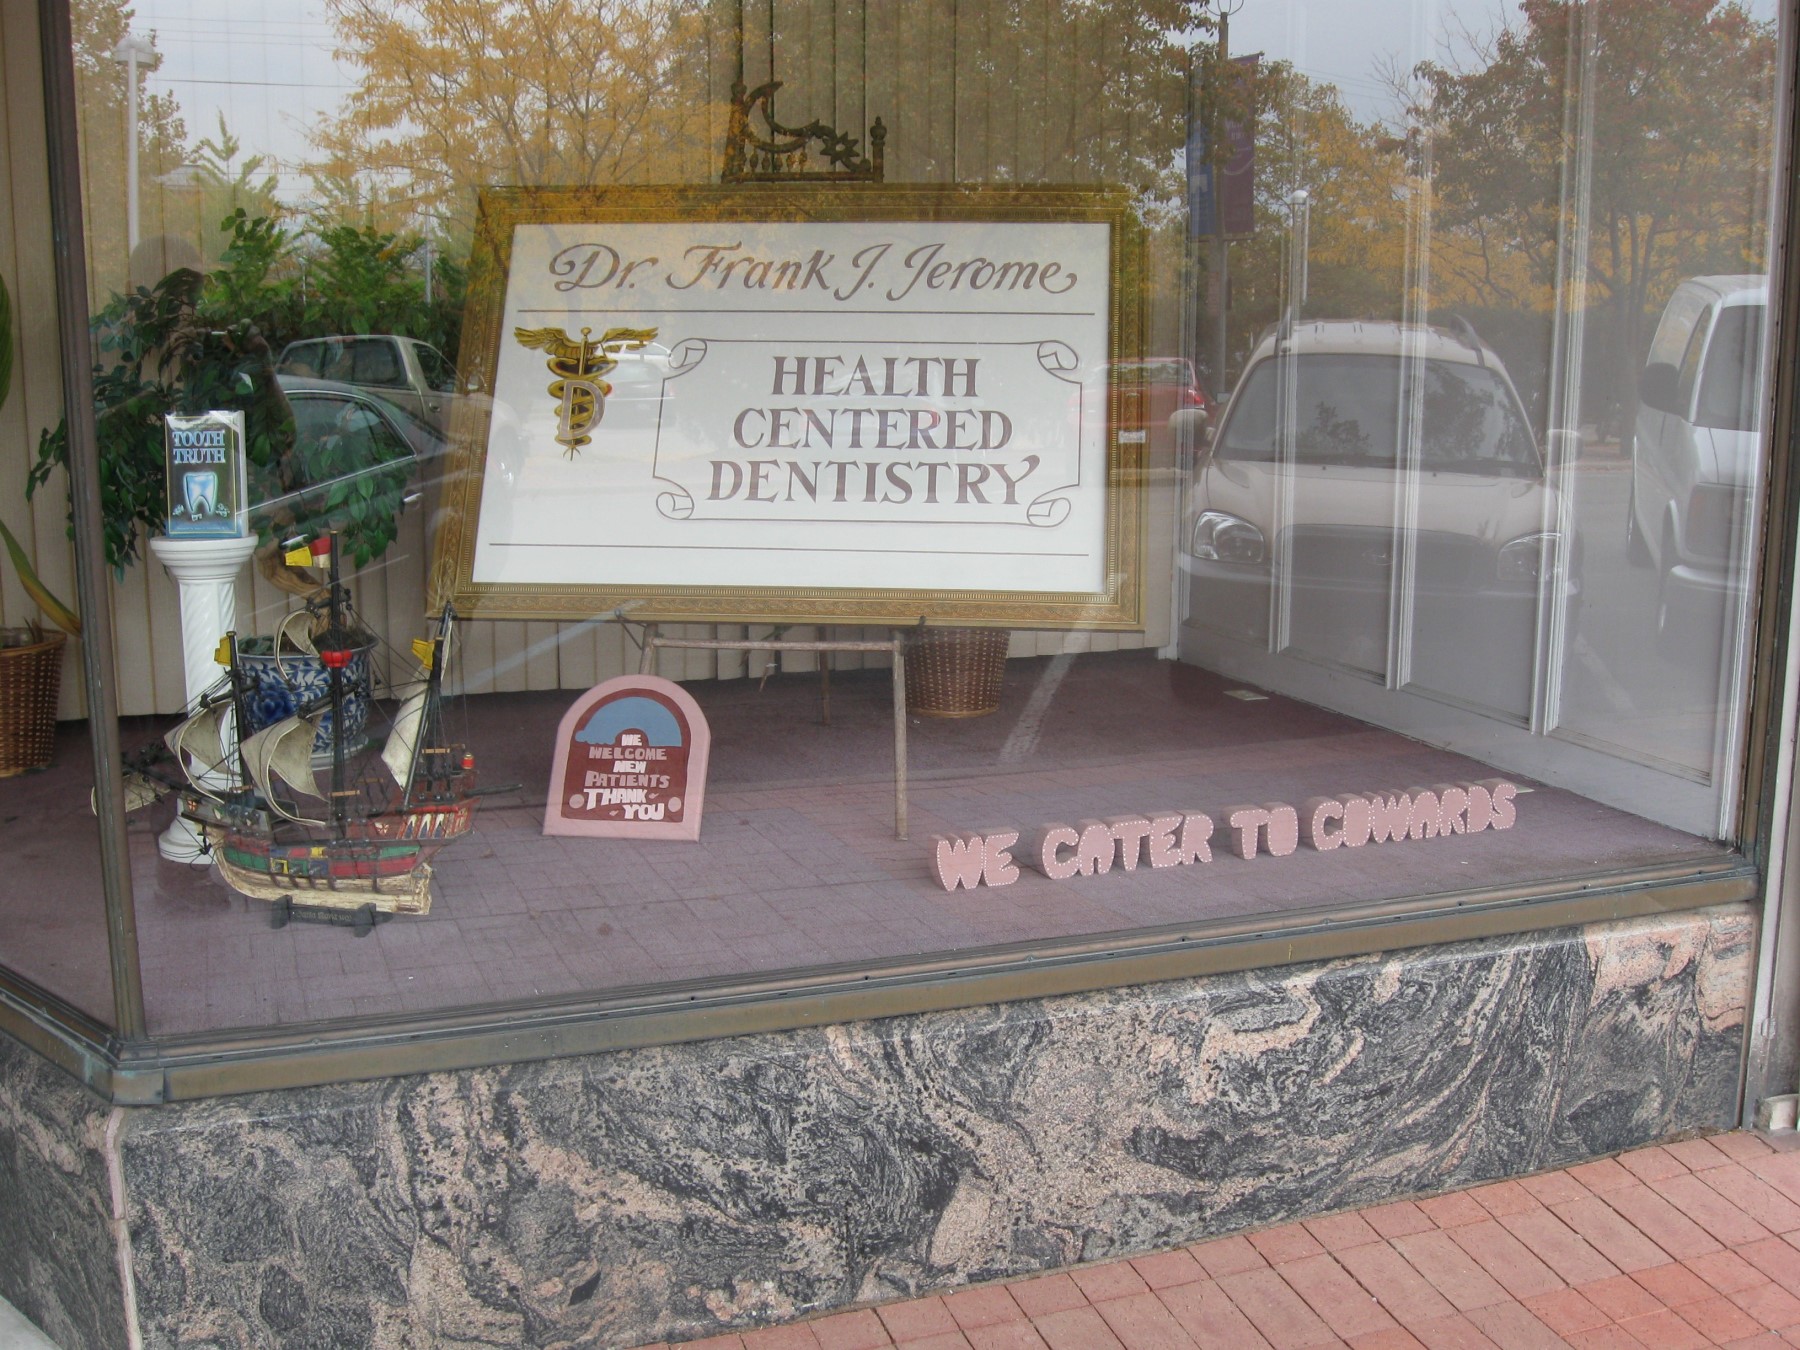 Dr. Frank J. Jerome
D
HEALTH
CENTERED
DENTISTRY
TOOTH
TRUTH
WE
WELCOME
NEW
PATIENTS
THANK
YOU
WE CATER TO COWARDS